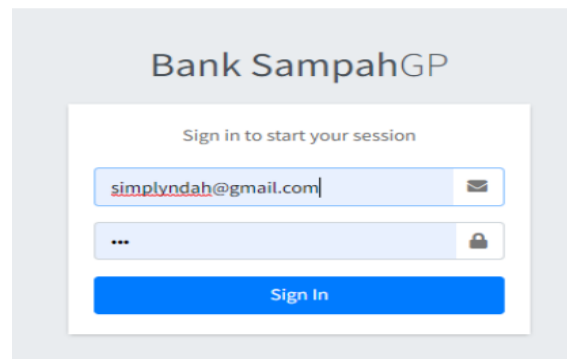 Bank SampahGP
Sign in to start your session
simplyndah@gmail.com
•••
Sign In